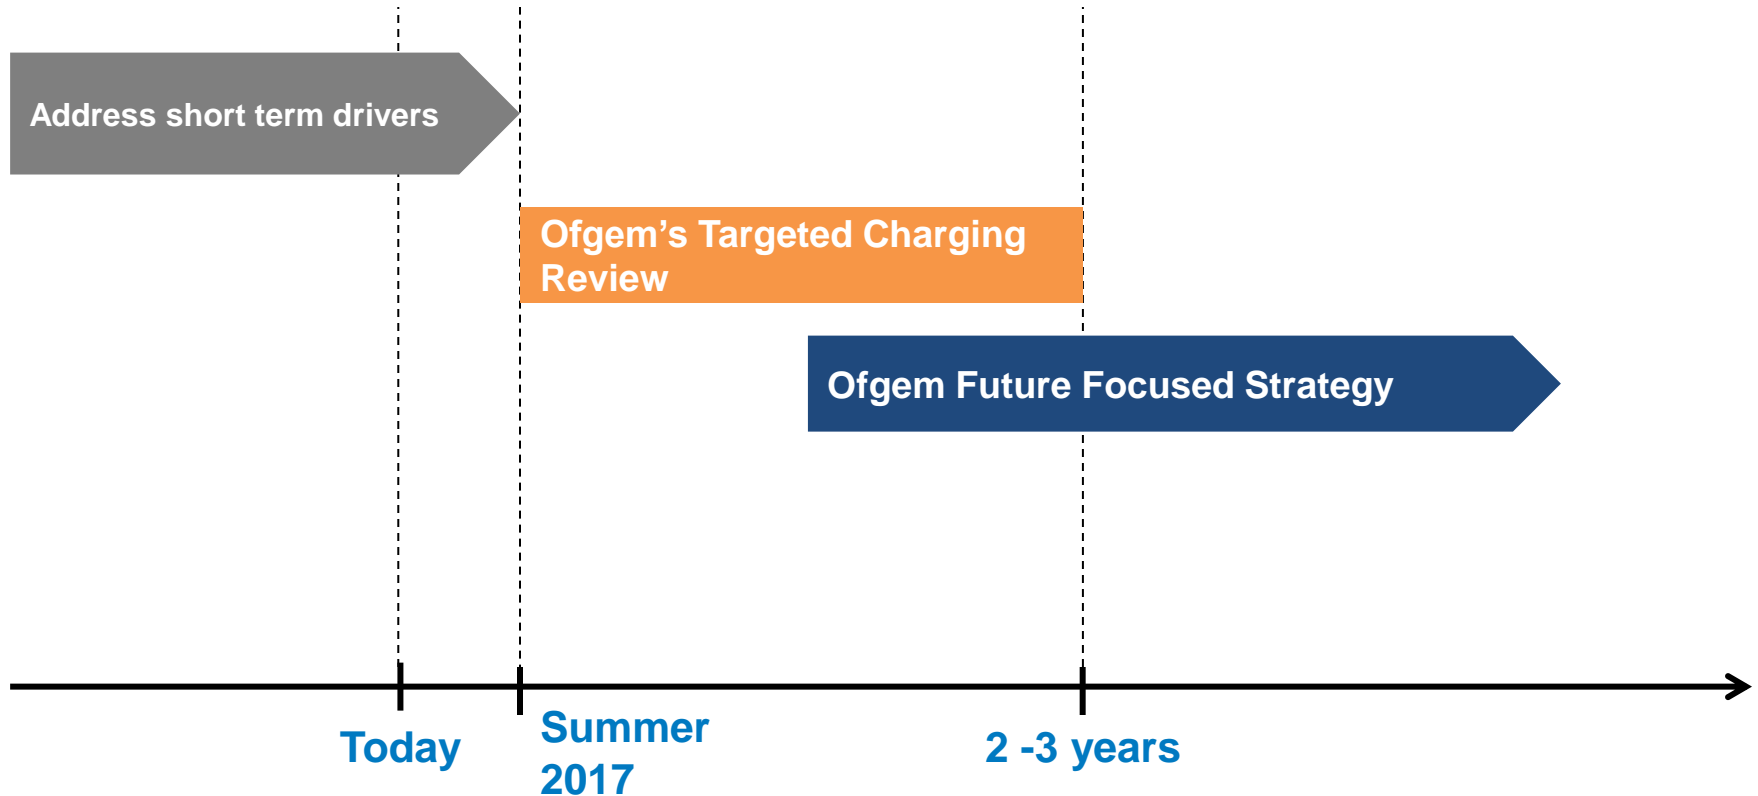 Address short term drivers
Ofgem’s Targeted Charging
Review
Ofgem Future Focused Strategy
Today
Summer
2017
2 -3 years